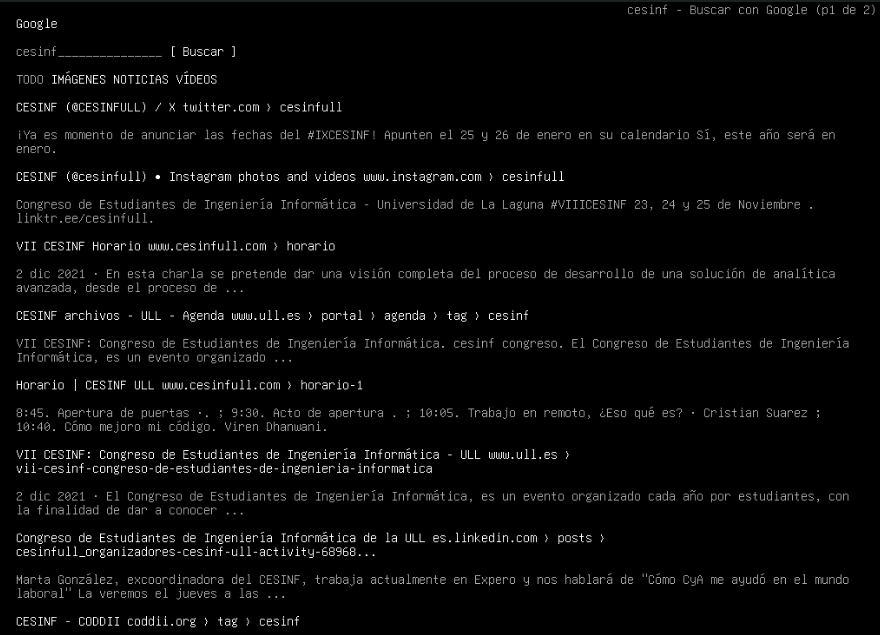 cesinf - Buscar con Google (p1 de 2)
Google
cesinf_______________ [ Buscar ]
TODO IMÁGENES NOTICIAS VÍDEOS
CESINF (@CESINFULL) / X twitter.com › cesinfull
¡Ya es momento de anunciar las fechas del #IXCESINF! Apunten el 25 y 26 de enero en su calendario Sí, este año será en
enero.
CESINF (@cesinfull) • Instagram photos and videos www.instagram.com › cesinfull
Congreso de Estudiantes de Ingeniería Informática - Universidad de La Laguna #VIIICESINF 23, 24 y 25 de Noviembre .
linktr.ee/cesinfull.
VII CESINF Horario www.cesinfull.com › horario
2 dic 2021 · En esta charla se pretende dar una visión completa del proceso de desarrollo de una solución de analítica
avanzada, desde el proceso de ...
CESINF archivos - ULL - Agenda www.ull.es › portal › agenda › tag › cesinf
VII CESINF: Congreso de Estudiantes de Ingeniería Informática. cesinf congreso. El Congreso de Estudiantes de Ingeniería
Informática, es un evento organizado ...
Horario | CESINF ULL www.cesinfull.com › horario-1
8:45. Apertura de puertas ·. ; 9:30. Acto de apertura . ; 10:05. Trabajo en remoto, ¿Eso qué es? · Cristian Suarez ;
10:40. Cómo mejoro mi código. Viren Dhanwani.
VII CESINF: Congreso de Estudiantes de Ingeniería Informática - ULL www.ull.es ›
vii-cesinf-congreso-de-estudiantes-de-ingenieria-informatica
2 dic 2021 · El Congreso de Estudiantes de Ingeniería Informática, es un evento organizado cada año por estudiantes, con
la finalidad de dar a conocer ...
Congreso de Estudiantes de Ingeniería Informática de la ULL es.linkedin.com › posts ›
cesinfull_organizadores-cesinf-ull-activity-68968...
Marta González, excoordinadora del CESINF, trabaja actualmente en Expero y nos hablará de "Cómo CyA me ayudó en el mundo
laboral" La veremos el jueves a las ...
CESINF - CODDII coddii.org › tag › cesinf